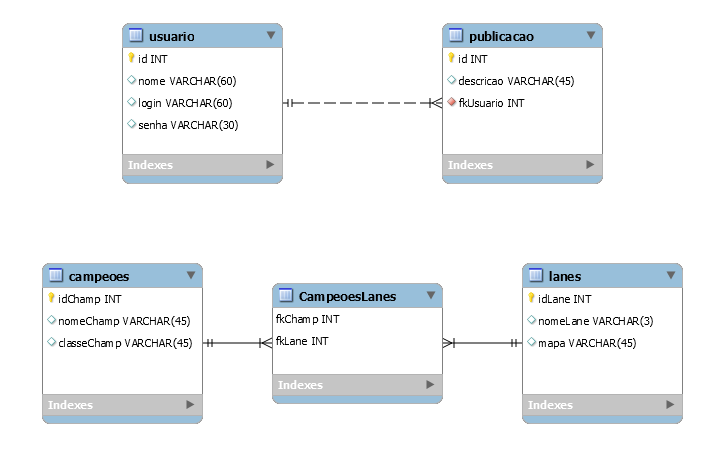 usuario
id INT
nome VARCHAR(60)
login VARCHAR(60)
senha VARCHAR(30)
Indexes
publicacao
id INT
descricao VARCHAR(45)
fkUsuario INT
Indexes
campeoes
idChamp INT
nomeChamp VARCHAR(45)
classeChamp VARCHAR(45)
Indexes
CampeoesLanes
fkChamp INT
fkLane INT
Indexes
lanes
idLane INT
nomeLane VARCHAR(3)
mapa VARCHAR(45)
Indexes